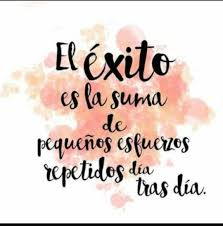 El éxito
es la suma
de
pequeños esfuerzos
repetidos día
tras día.